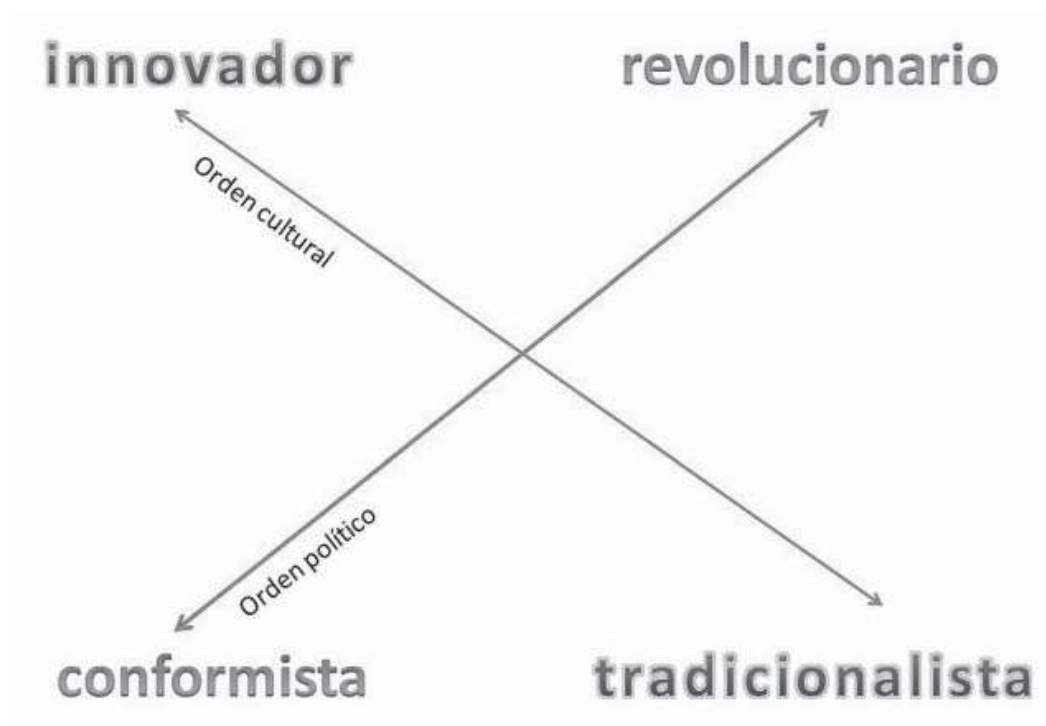 innovador
revolucionario
Orden cultural
Orden político
conformista
tradicionalista